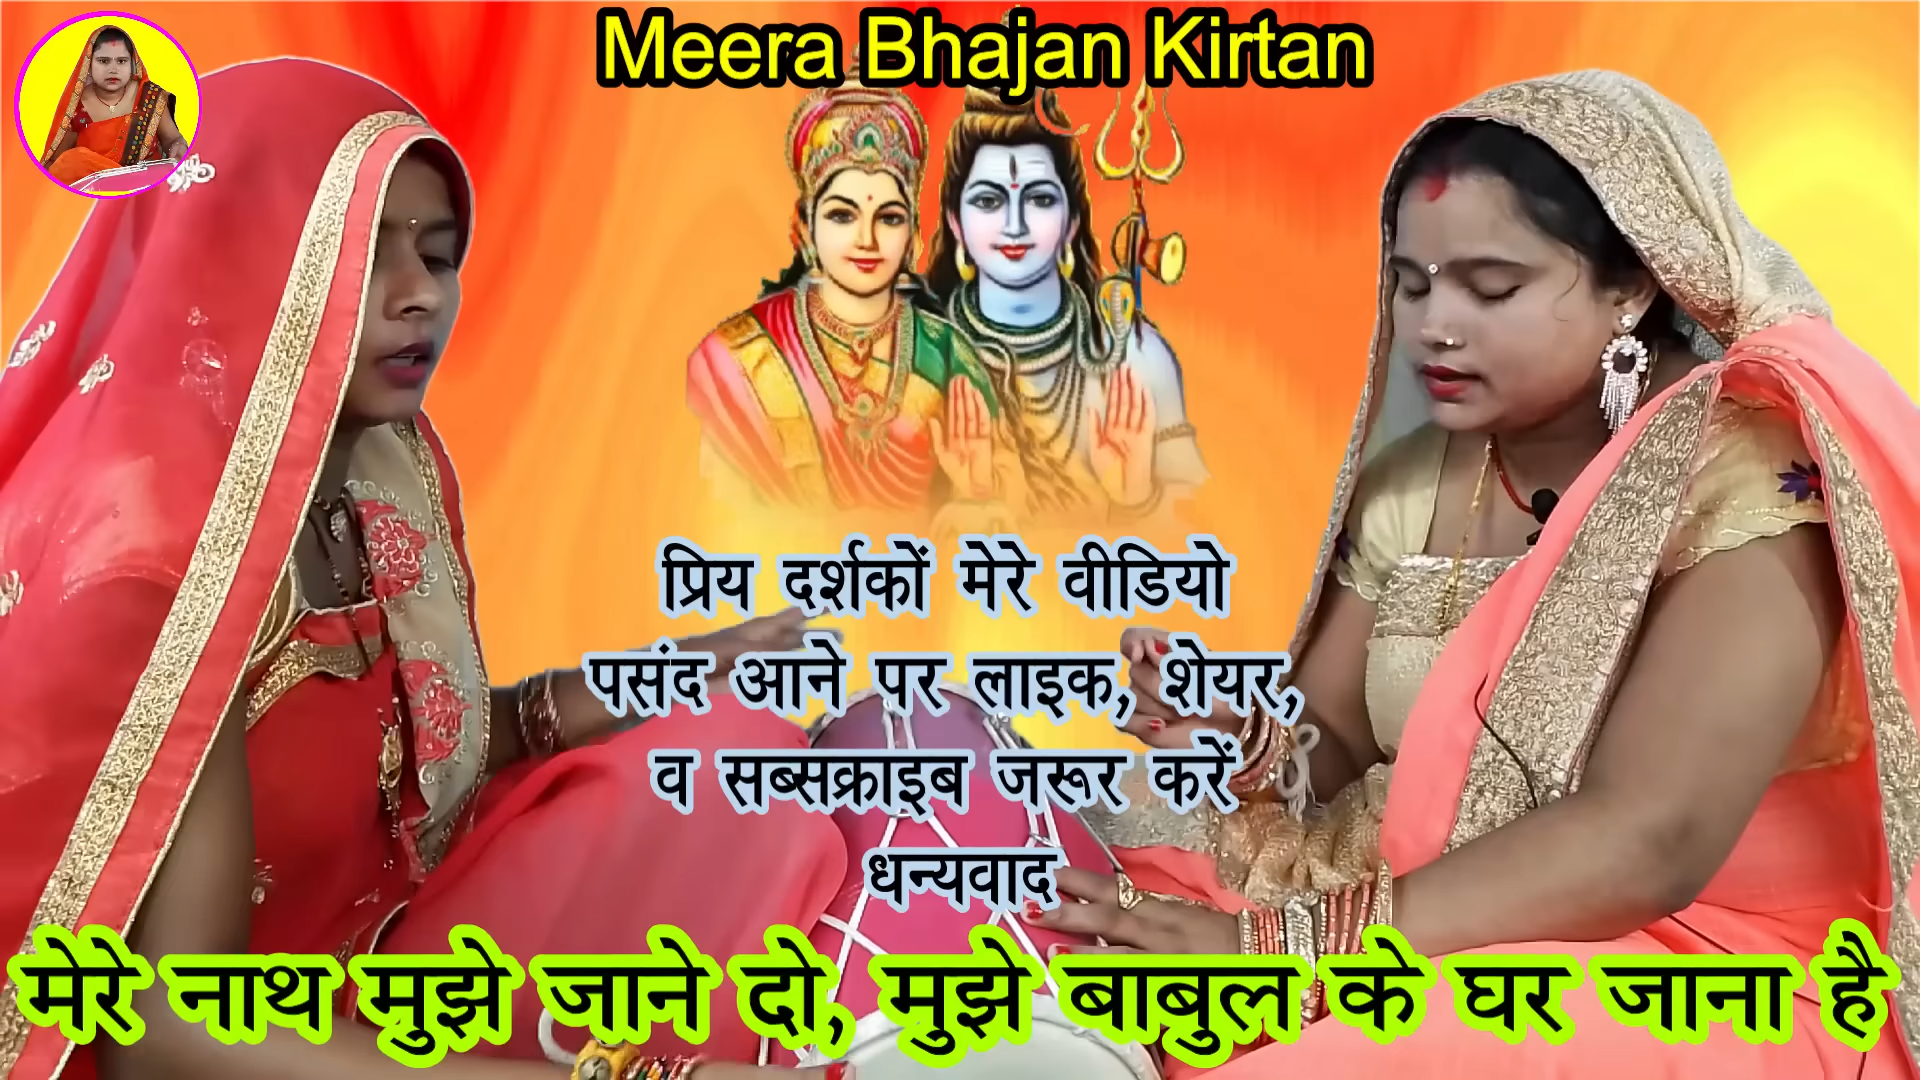 Meera Bhajan Kirtan
प्रिय दर्शकों मेरे वीडियो
पसंद आने पर लाइक, शेयर,
व सब्सक्राइब जरूर करें
धन्यवाद
मेरे नाथ मुझे जाने दो, मुझे बाबुल के घर जाना है